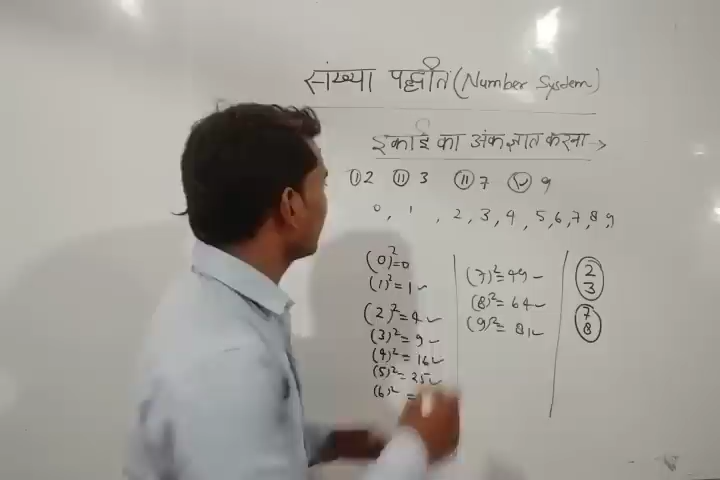 संख्या पद्धति (Number System)
इकाई का अंक ज्ञात करना →
(i) 2 (ii) 3 (iii) 7 (iv) 9
0, 1, 2, 3, 4, 5, 6, 7, 8, 9
(0)² = 0
(1)² = 1 ✓
(2)² = 4 ✓
(3)² = 9 ✓
(4)² = 16 ✓
(5)² = 25 ✓
(6)² =
(7)² = 49 ✓
(8)² = 64 ✓
(9)² = 81 ✓
2
3
7
8